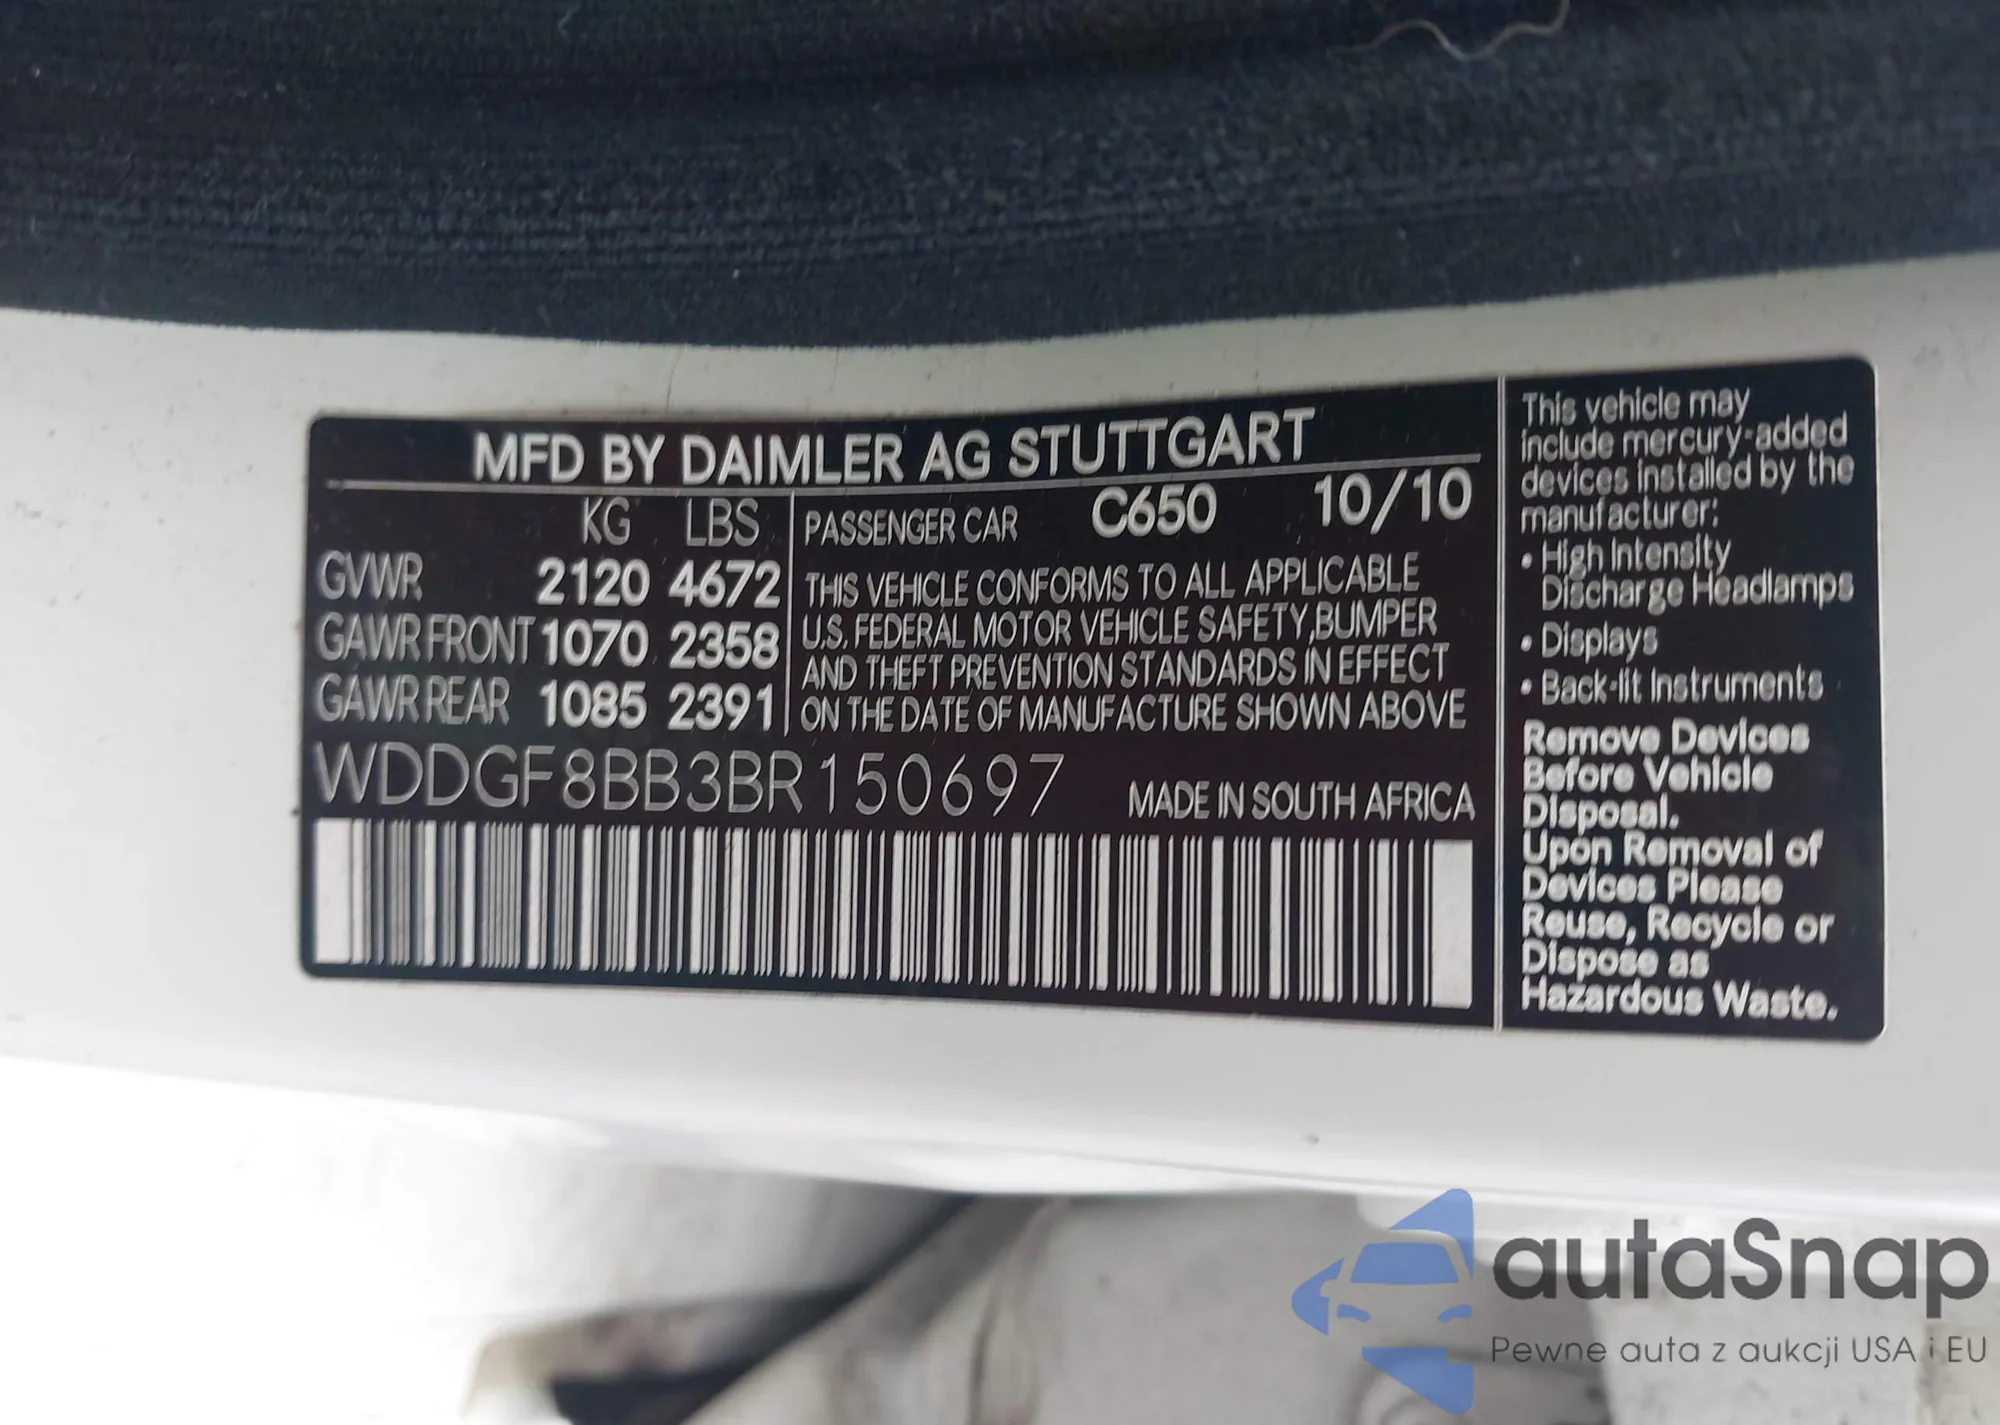 MFD BY DAIMLER AG STUTTGART
KG LBS
GVWR 2120 4672
GAWR FRONT 1070 2358
GAWR REAR 1085 2391
PASSENGER CAR C650 10/10
THIS VEHICLE CONFORMS TO ALL APPLICABLE
U.S. FEDERAL MOTOR VEHICLE SAFETY,BUMPER
AND THEFT PREVENTION STANDARDS IN EFFECT
ON THE DATE OF MANUFACTURE SHOWN ABOVE
WDDGF8BB3BR150697
MADE IN SOUTH AFRICA
This vehicle may
include mercury-added
devices installed by the
manufacturer:
• High Intensity
Discharge Headlamps
• Displays
• Back-lit Instruments
Remove Devices
Before Vehicle
Disposal.
Upon Removal of
Devices Please
Reuse, Recycle or
Dispose as
Hazardous Waste.
autaSnap
Pewne auta z aukcji USA i EU